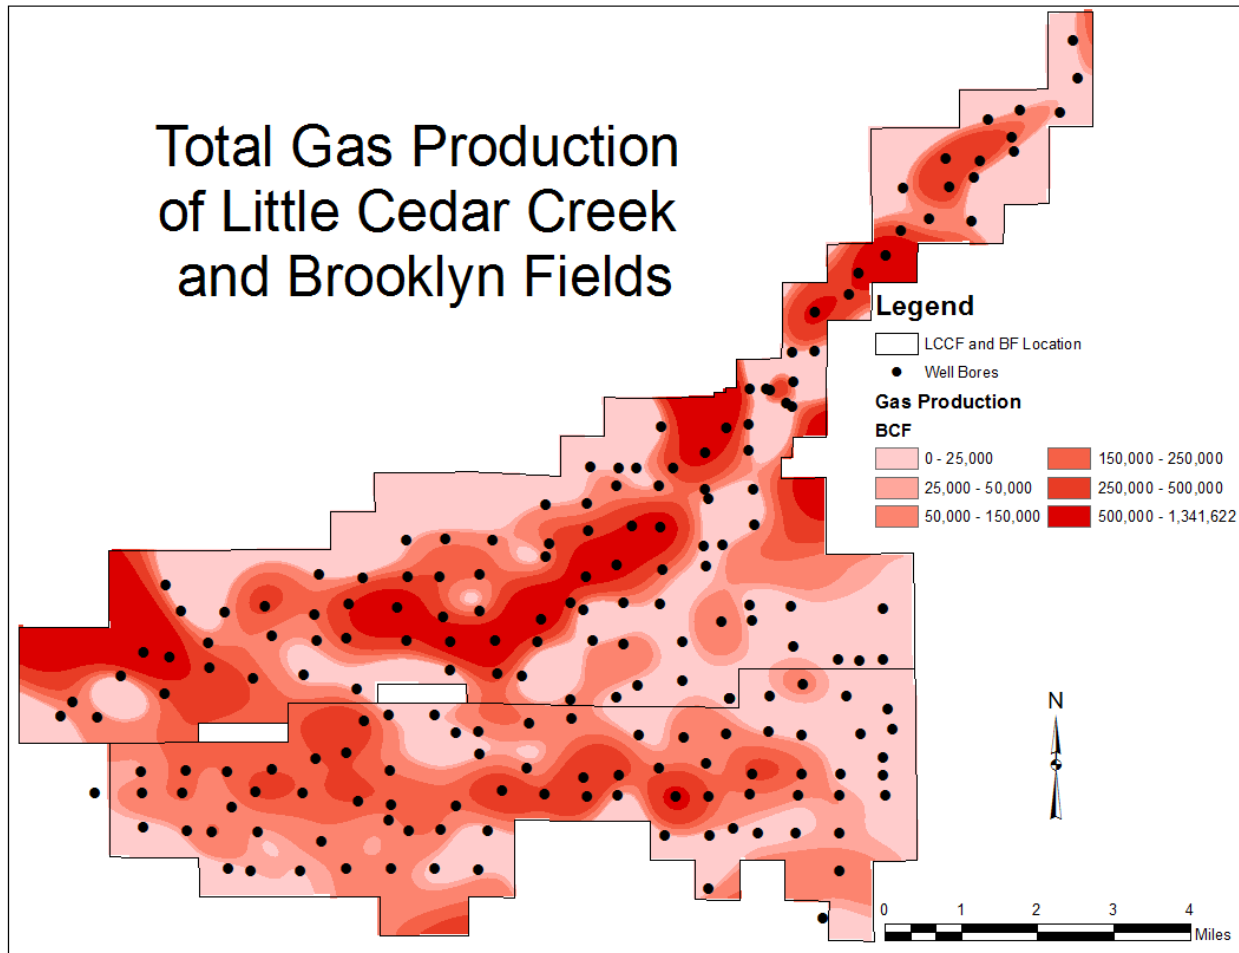 Total Gas Production
of Little Cedar Creek
and Brooklyn Fields
Legend
LCCF and BF Location
Well Bores
Gas Production
BCF
0 - 25,000
25,000 - 50,000
50,000 - 150,000
150,000 - 250,000
250,000 - 500,000
500,000 - 1,341,622
N
0 1 2 3 4
Miles